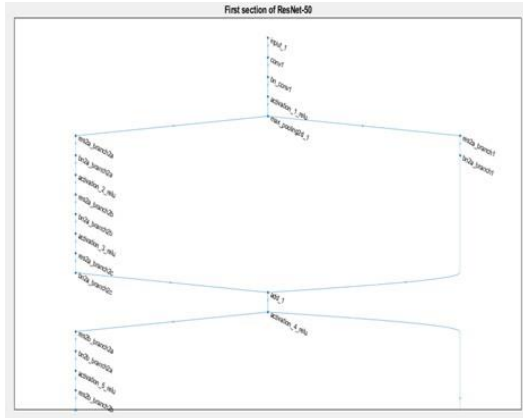 First section of ResNet-50
input_1
conv1
bn_conv1
activation_1_relu
max_pooling2d_1
res2a_branch2a
bn2a_branch2a
activation_2_relu
res2a_branch2b
bn2a_branch2b
activation_3_relu
res2a_branch2c
bn2a_branch2c
res2a_branch1
bn2a_branch1
add_1
activation_4_relu
res2b_branch2a
bn2b_branch2a
activation_5_relu
res2b_branch2b